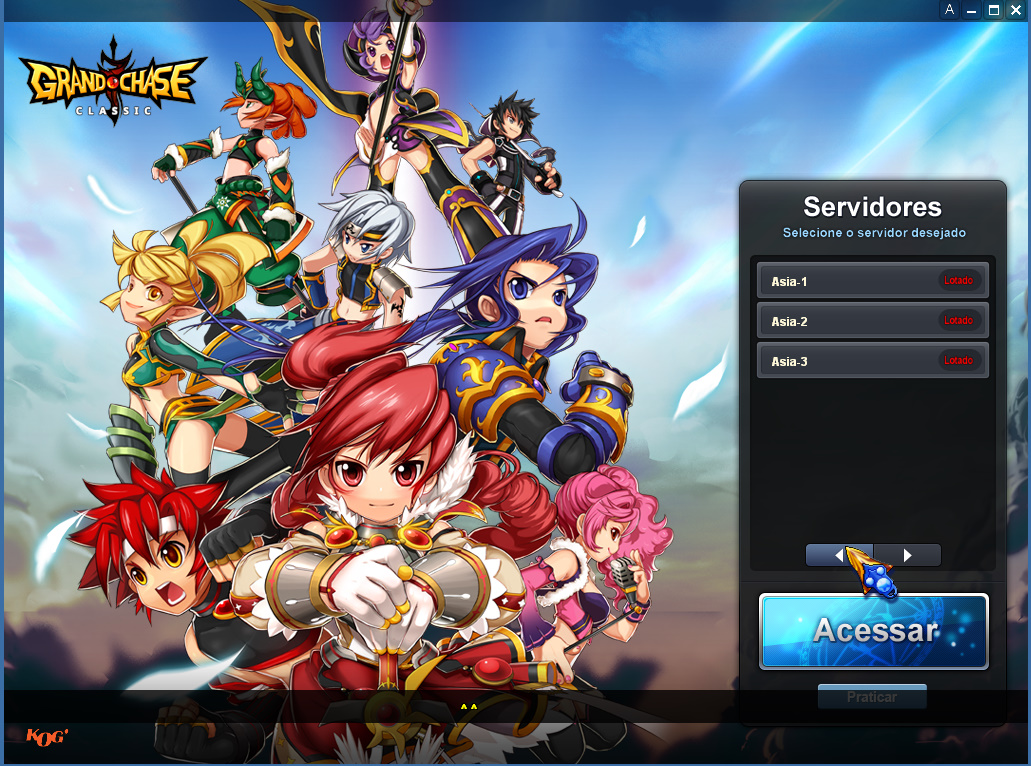 A
GRAND CHASE
CLASSIC
Servidores
Selecione o servidor desejado
Asia-1 Lotado
Asia-2 Lotado
Asia-3 Lotado
Acessar
Praticar
^^
KOG